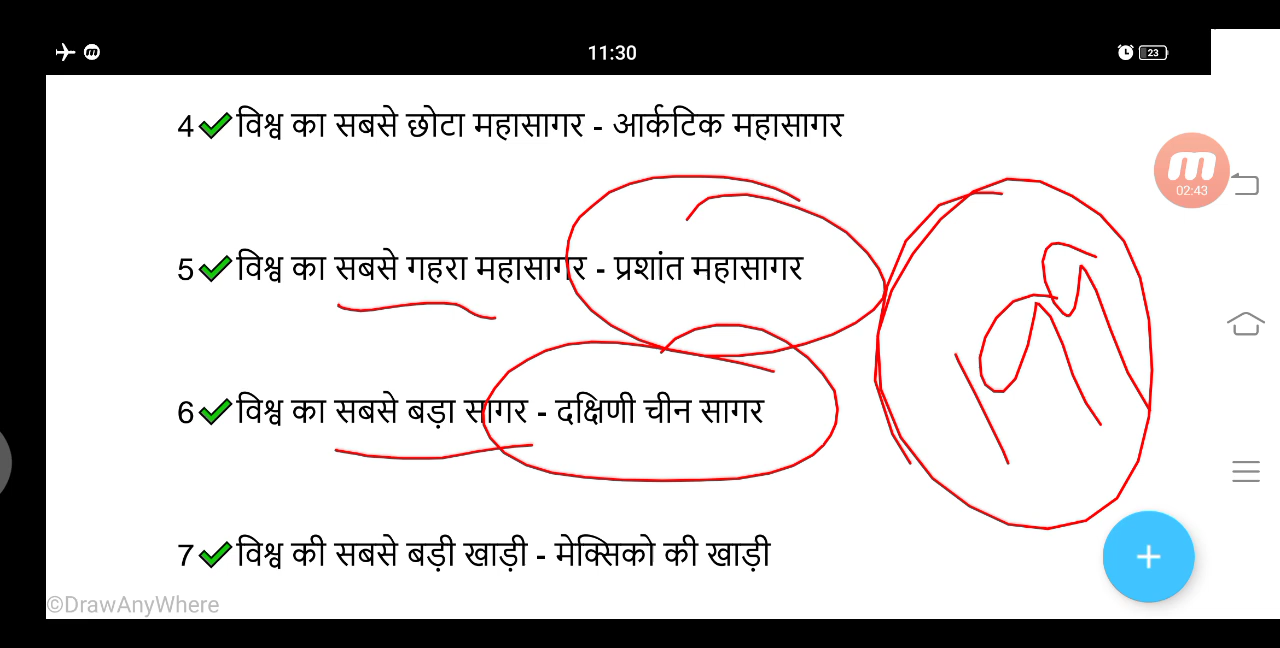 11:30
23
4✔विश्व का सबसे छोटा महासागर - आर्कटिक महासागर
02:43
5✔विश्व का सबसे गहरा महासागर - प्रशांत महासागर
6✔विश्व का सबसे बड़ा सागर - दक्षिणी चीन सागर
7✔विश्व की सबसे बड़ी खाड़ी - मेक्सिको की खाड़ी
©DrawAnyWhere